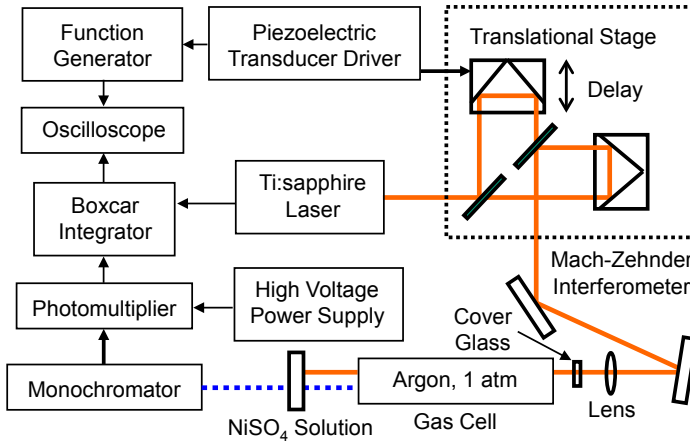 Function
Generator
Piezoelectric
Transducer Driver
Translational Stage
Delay
Oscilloscope
Boxcar
Integrator
Ti:sapphire
Laser
Mach-Zehnder
Interferometer
Photomultiplier
High Voltage
Power Supply
Cover
Glass
Monochromator
Argon, 1 atm
NiSO₄ Solution
Gas Cell
Lens